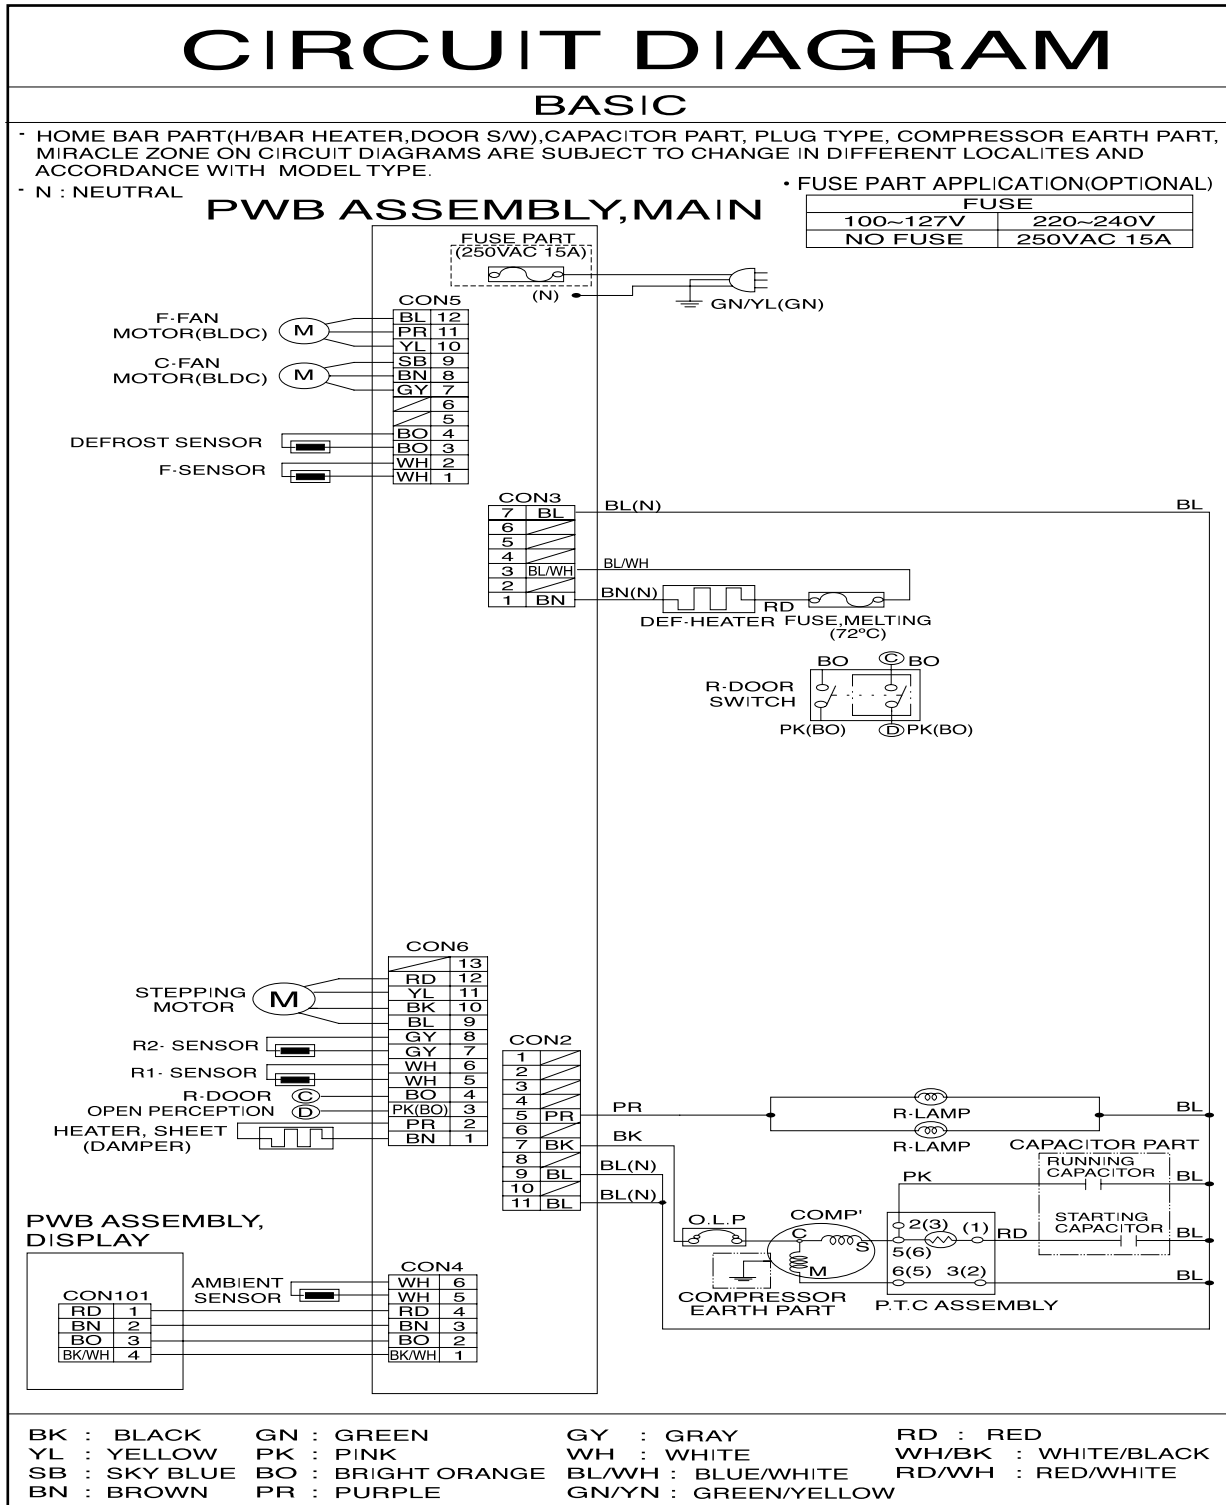 CIRCUIT DIAGRAM
BASIC
- HOME BAR PART(H/BAR HEATER,DOOR S/W),CAPACITOR PART, PLUG TYPE, COMPRESSOR EARTH PART,
MIRACLE ZONE ON CIRCUIT DIAGRAMS ARE SUBJECT TO CHANGE IN DIFFERENT LOCALITES AND
ACCORDANCE WITH MODEL TYPE.
- N : NEUTRAL
• FUSE PART APPLICATION(OPTIONAL)
FUSE
100~127V 220~240V
NO FUSE 250VAC 15A
PWB ASSEMBLY,MAIN
FUSE PART
(250VAC 15A)
(N)
GN/YL(GN)
CON5
F-FAN
MOTOR(BLDC)
M
C-FAN
MOTOR(BLDC)
M
DEFROST SENSOR
F-SENSOR
BL 12
PR 11
YL 10
SB 9
BN 8
GY 7
6
5
BO 4
BO 3
WH 2
WH 1
CON3
7 BL
6
5
4
3 BL/WH
2
1 BN
BL(N)
BL
BL/WH
BN(N)
RD
DEF-HEATER
FUSE,MELTING
(72ºC)
BO
C
BO
R-DOOR
SWITCH
PK(BO)
D
PK(BO)
CON6
STEPPING
MOTOR
M
R2- SENSOR
R1- SENSOR
R-DOOR
OPEN PERCEPTION
C
D
HEATER, SHEET
(DAMPER)
13
RD 12
YL 11
BK 10
BL 9
GY 8
GY 7
WH 6
WH 5
BO 4
PK(BO) 3
PR 2
BN 1
CON2
1
2
3
4
5 PR
6
7 BK
8
9 BL
10
11 BL
PR
BK
BL(N)
BL(N)
R-LAMP
R-LAMP
BL
CAPACITOR PART
RUNNING
CAPACITOR
PK
BL
STARTING
CAPACITOR
BL
O.L.P
COMP'
C
S
M
2(3) (1)
RD
5(6)
6(5) 3(2)
BL
COMPRESSOR
EARTH PART
P.T.C ASSEMBLY
PWB ASSEMBLY,
DISPLAY
CON101
RD 1
BN 2
BO 3
BK/WH 4
AMBIENT
SENSOR
CON4
WH 6
WH 5
RD 4
BN 3
BO 2
BK/WH 1
BK : BLACK GN : GREEN GY : GRAY RD : RED
YL : YELLOW PK : PINK WH : WHITE WH/BK : WHITE/BLACK
SB : SKY BLUE BO : BRIGHT ORANGE BL/WH : BLUE/WHITE RD/WH : RED/WHITE
BN : BROWN PR : PURPLE GN/YN : GREEN/YELLOW